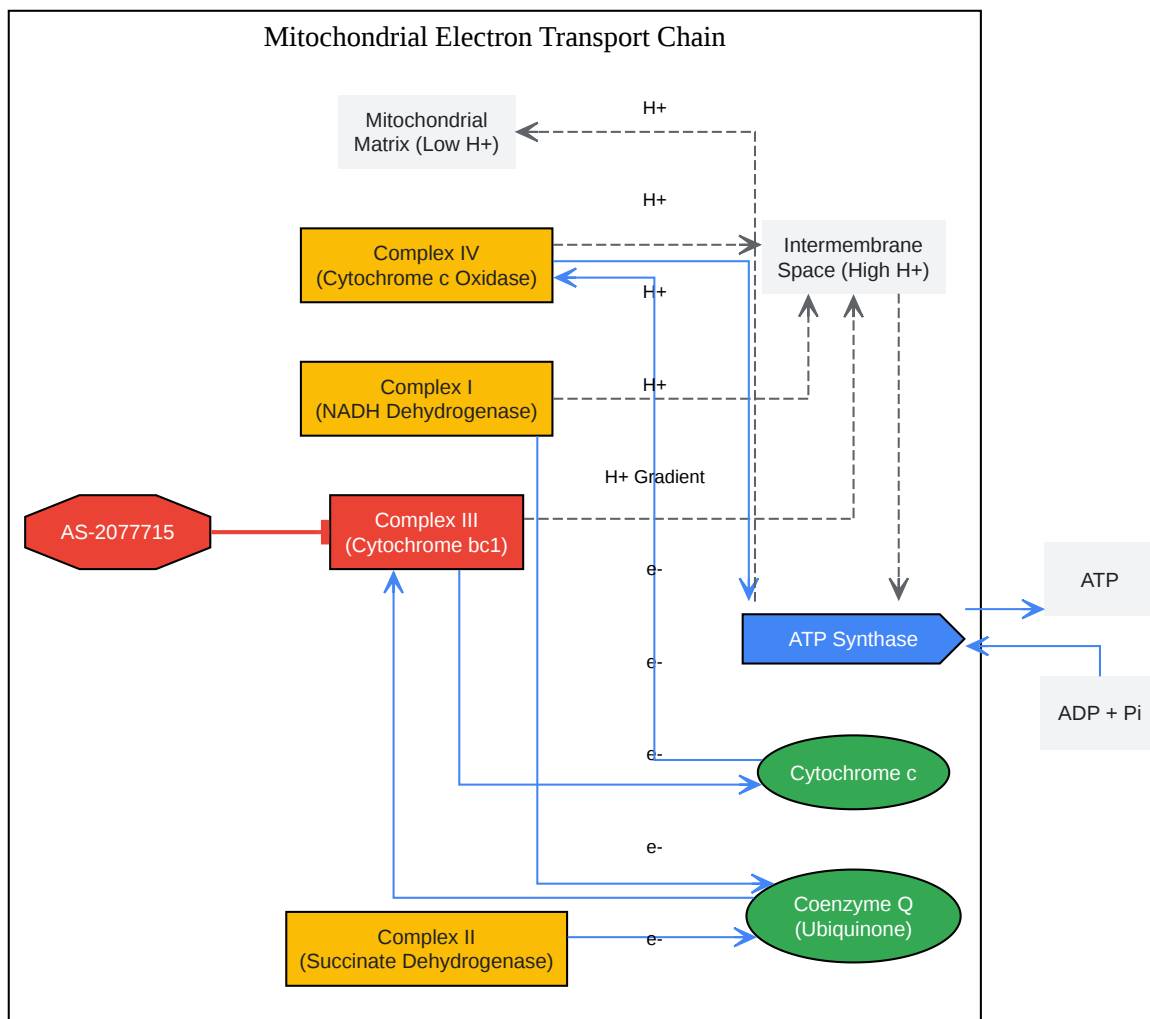 Mitochondrial Electron Transport Chain
H+
Mitochondrial
Matrix (Low H+)
H+
Complex IV
(Cytochrome c Oxidase)
Intermembrane
Space (High H+)
H+
Complex I
(NADH Dehydrogenase)
H+
H+ Gradient
AS-2077715
Complex III
(Cytochrome bc1)
e-
ATP
ATP Synthase
e-
ADP + Pi
e-
Cytochrome c
e-
Coenzyme Q
(Ubiquinone)
Complex II
(Succinate Dehydrogenase)
e-